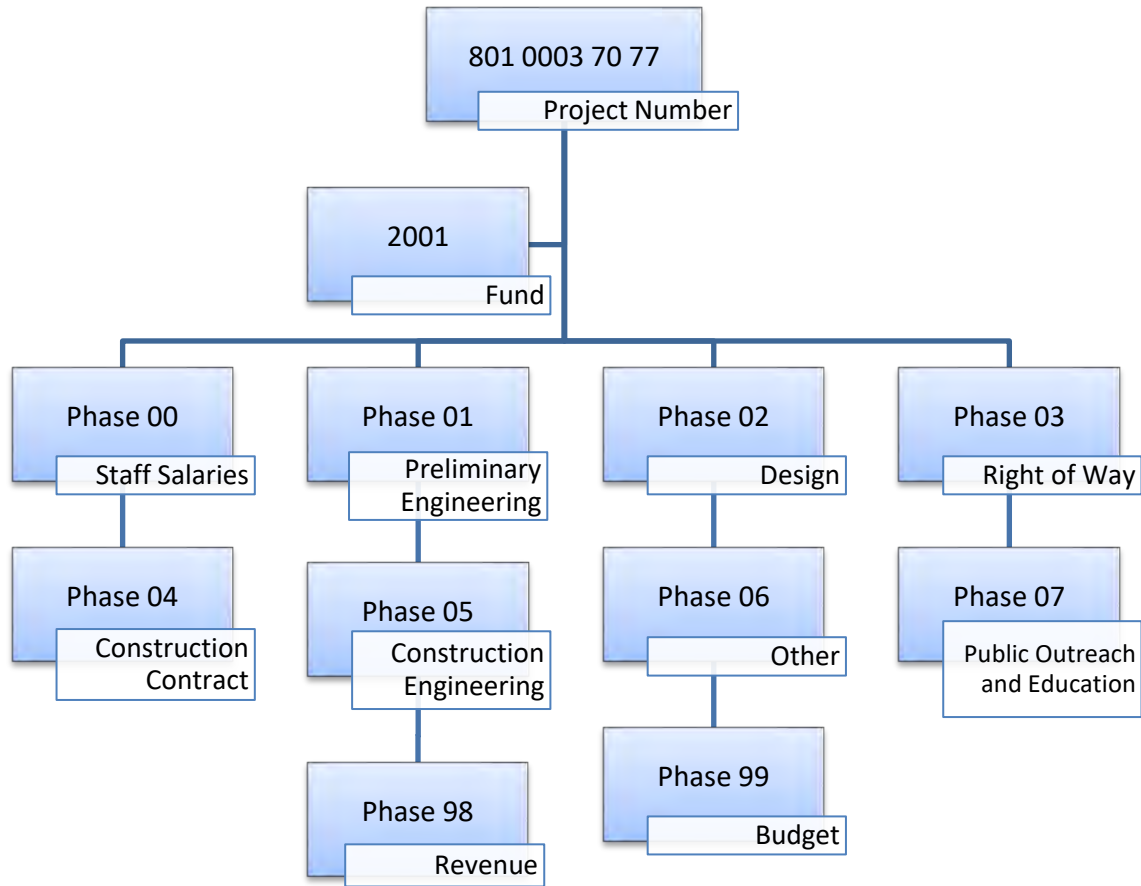 801 0003 70 77
Project Number
2001
Fund
Phase 00
Staff Salaries
Phase 01
Preliminary
Engineering
Phase 02
Design
Phase 03
Right of Way
Phase 04
Construction
Contract
Phase 05
Construction
Engineering
Phase 06
Other
Phase 07
Public Outreach
and Education
Phase 98
Revenue
Phase 99
Budget